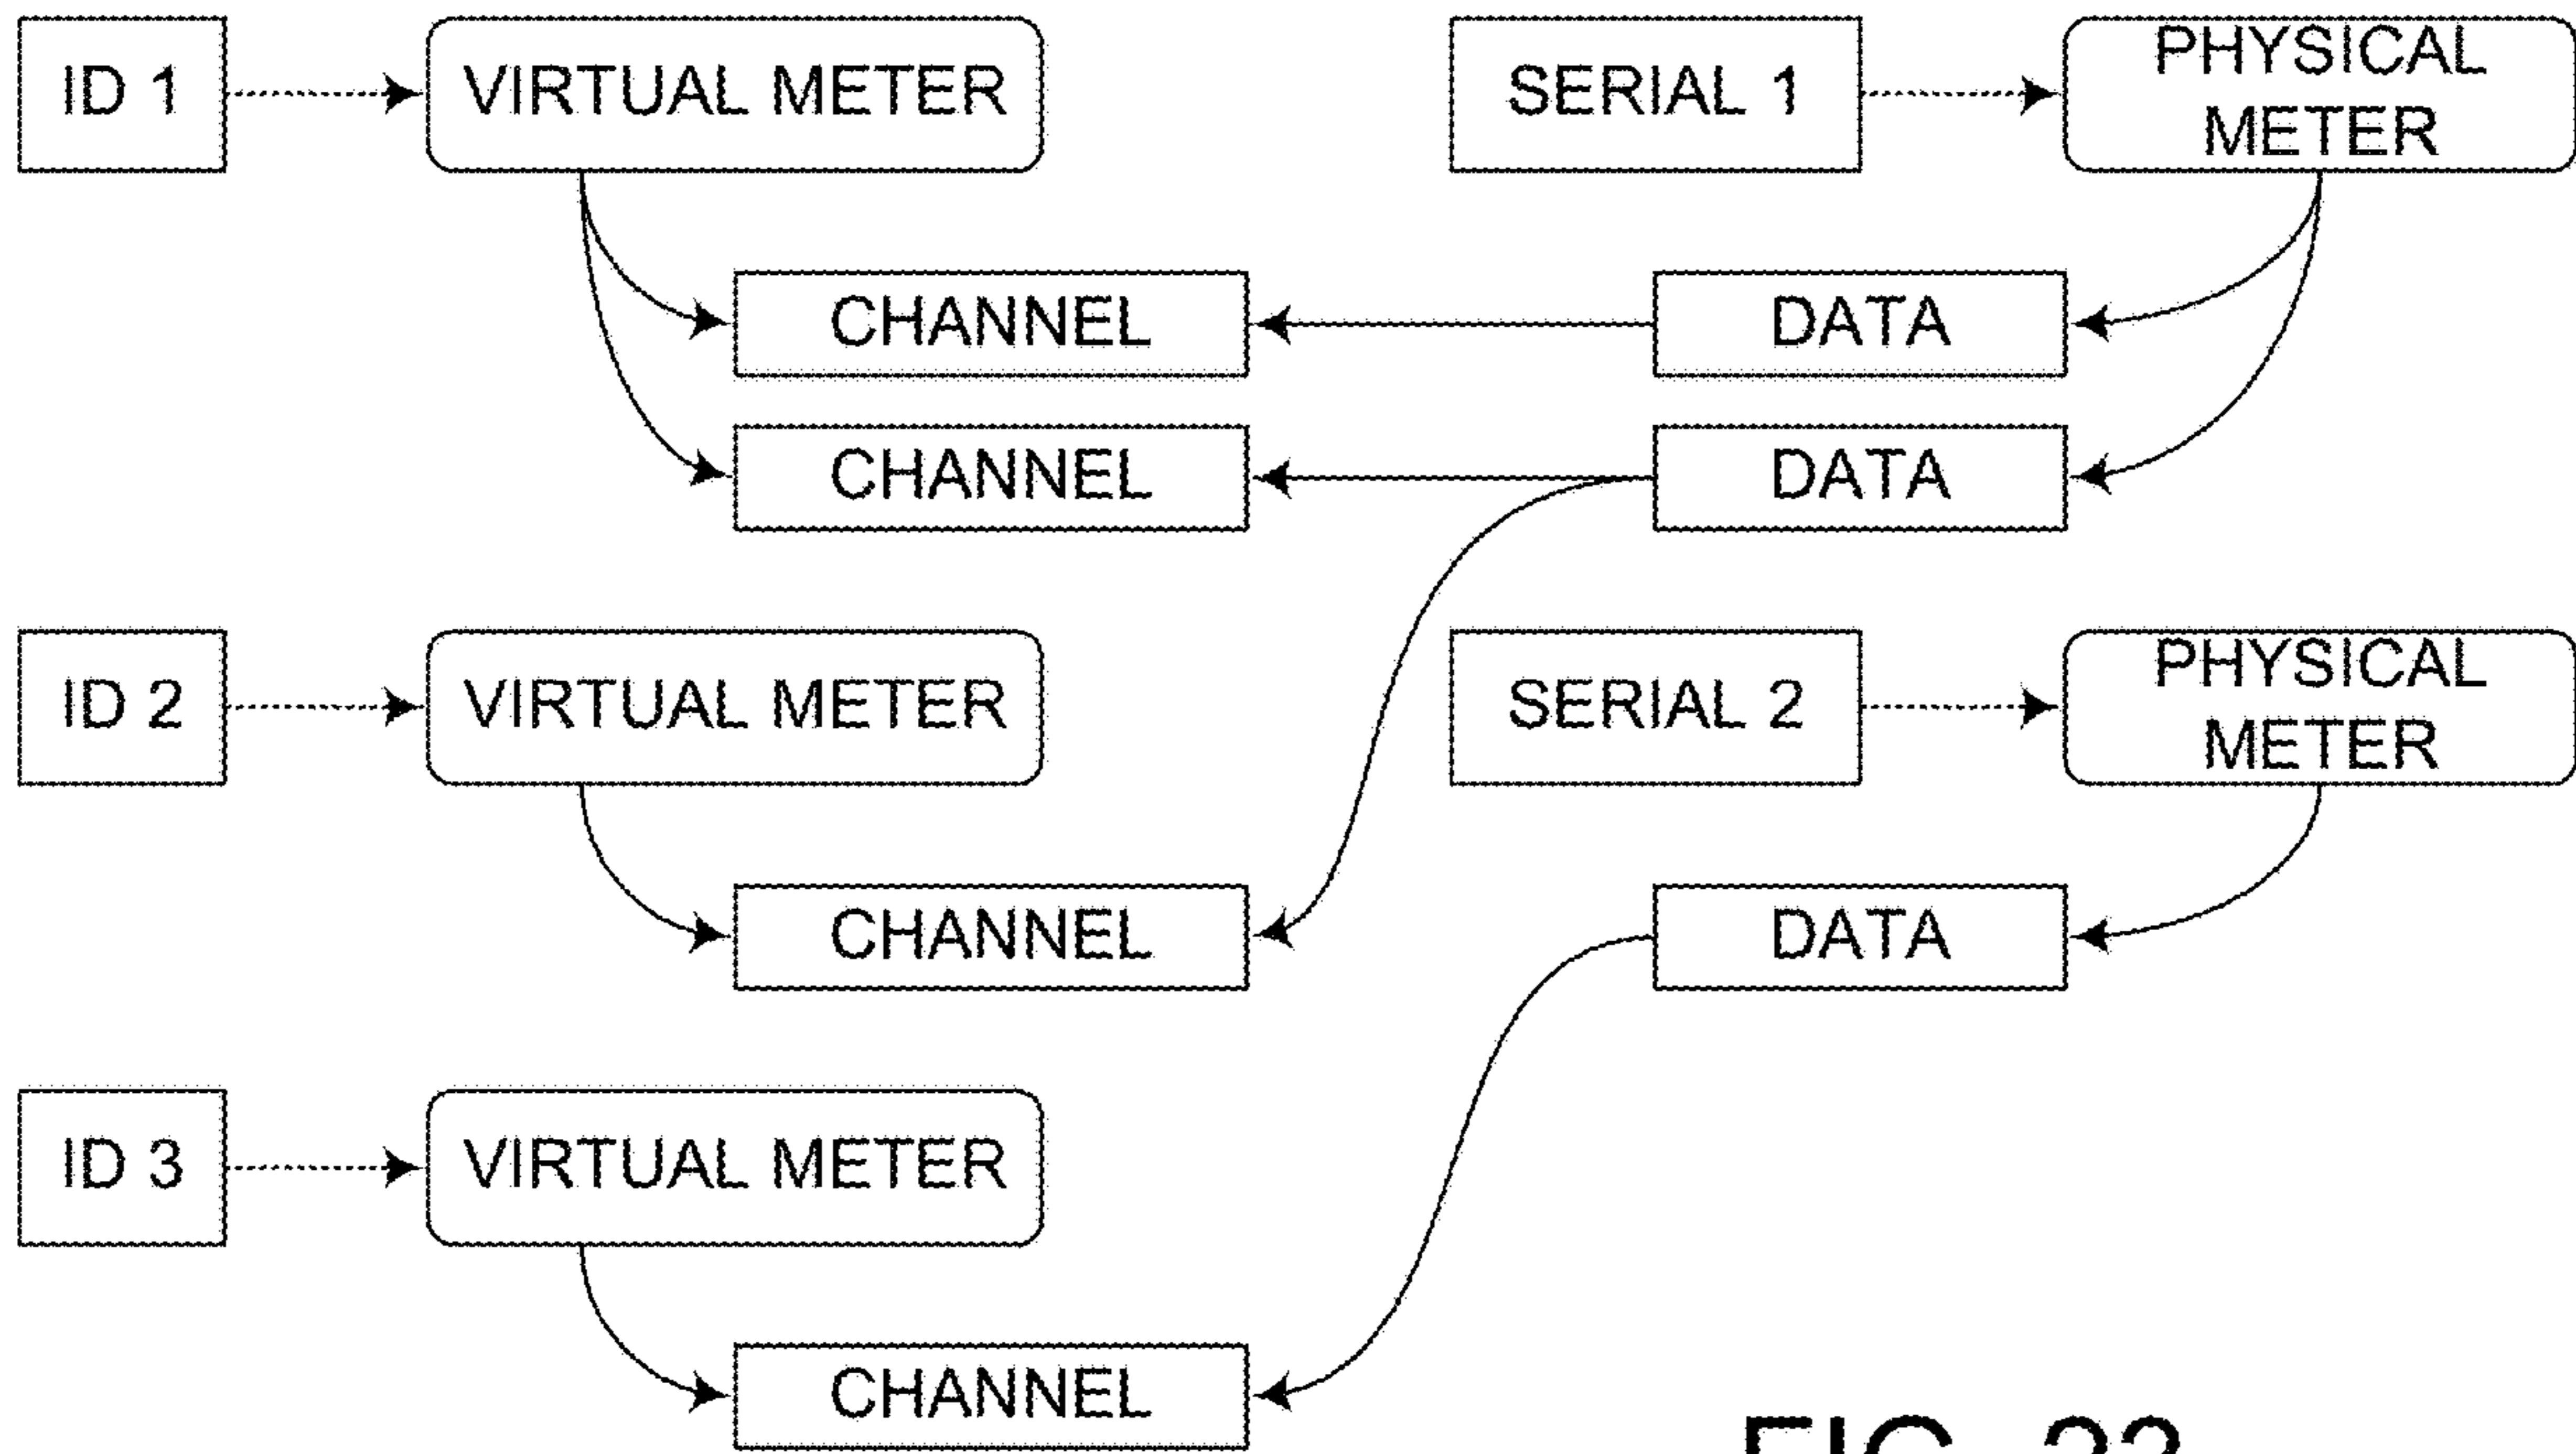 ID 1
VIRTUAL METER
SERIAL 1
PHYSICAL
METER
CHANNEL
DATA
CHANNEL
DATA
ID 2
VIRTUAL METER
SERIAL 2
PHYSICAL
METER
CHANNEL
DATA
ID 3
VIRTUAL METER
CHANNEL